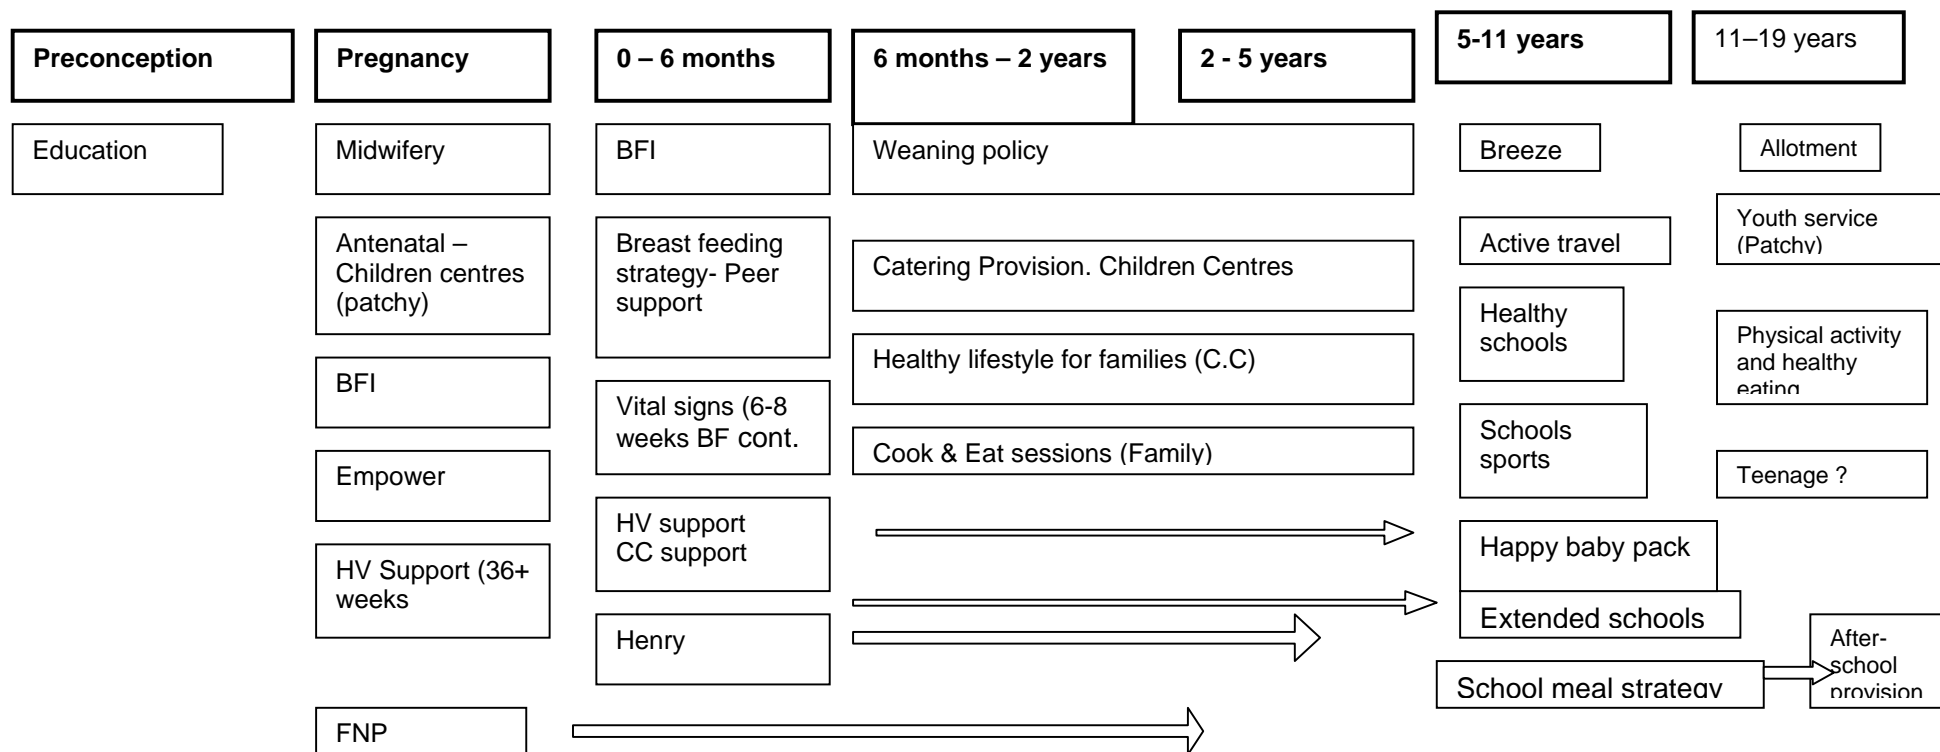 Preconception
Pregnancy
0 – 6 months
6 months – 2 years
2 - 5 years
5-11 years
11–19 years
Education
Midwifery
Antenatal –
Children centres
(patchy)
BFI
Empower
HV Support (36+
weeks
FNP
BFI
Breast feeding
strategy- Peer
support
Vital signs (6-8
weeks BF cont.
HV support
CC support
Henry
Weaning policy
Catering Provision. Children Centres
Healthy lifestyle for families (C.C)
Cook & Eat sessions (Family)
Breeze
Active travel
Healthy
schools
Schools
sports
Happy baby pack
Extended schools
School meal strategy
Allotment
Youth service
(Patchy)
Physical activity
and healthy
eating
Teenage ?
After-
school
provision